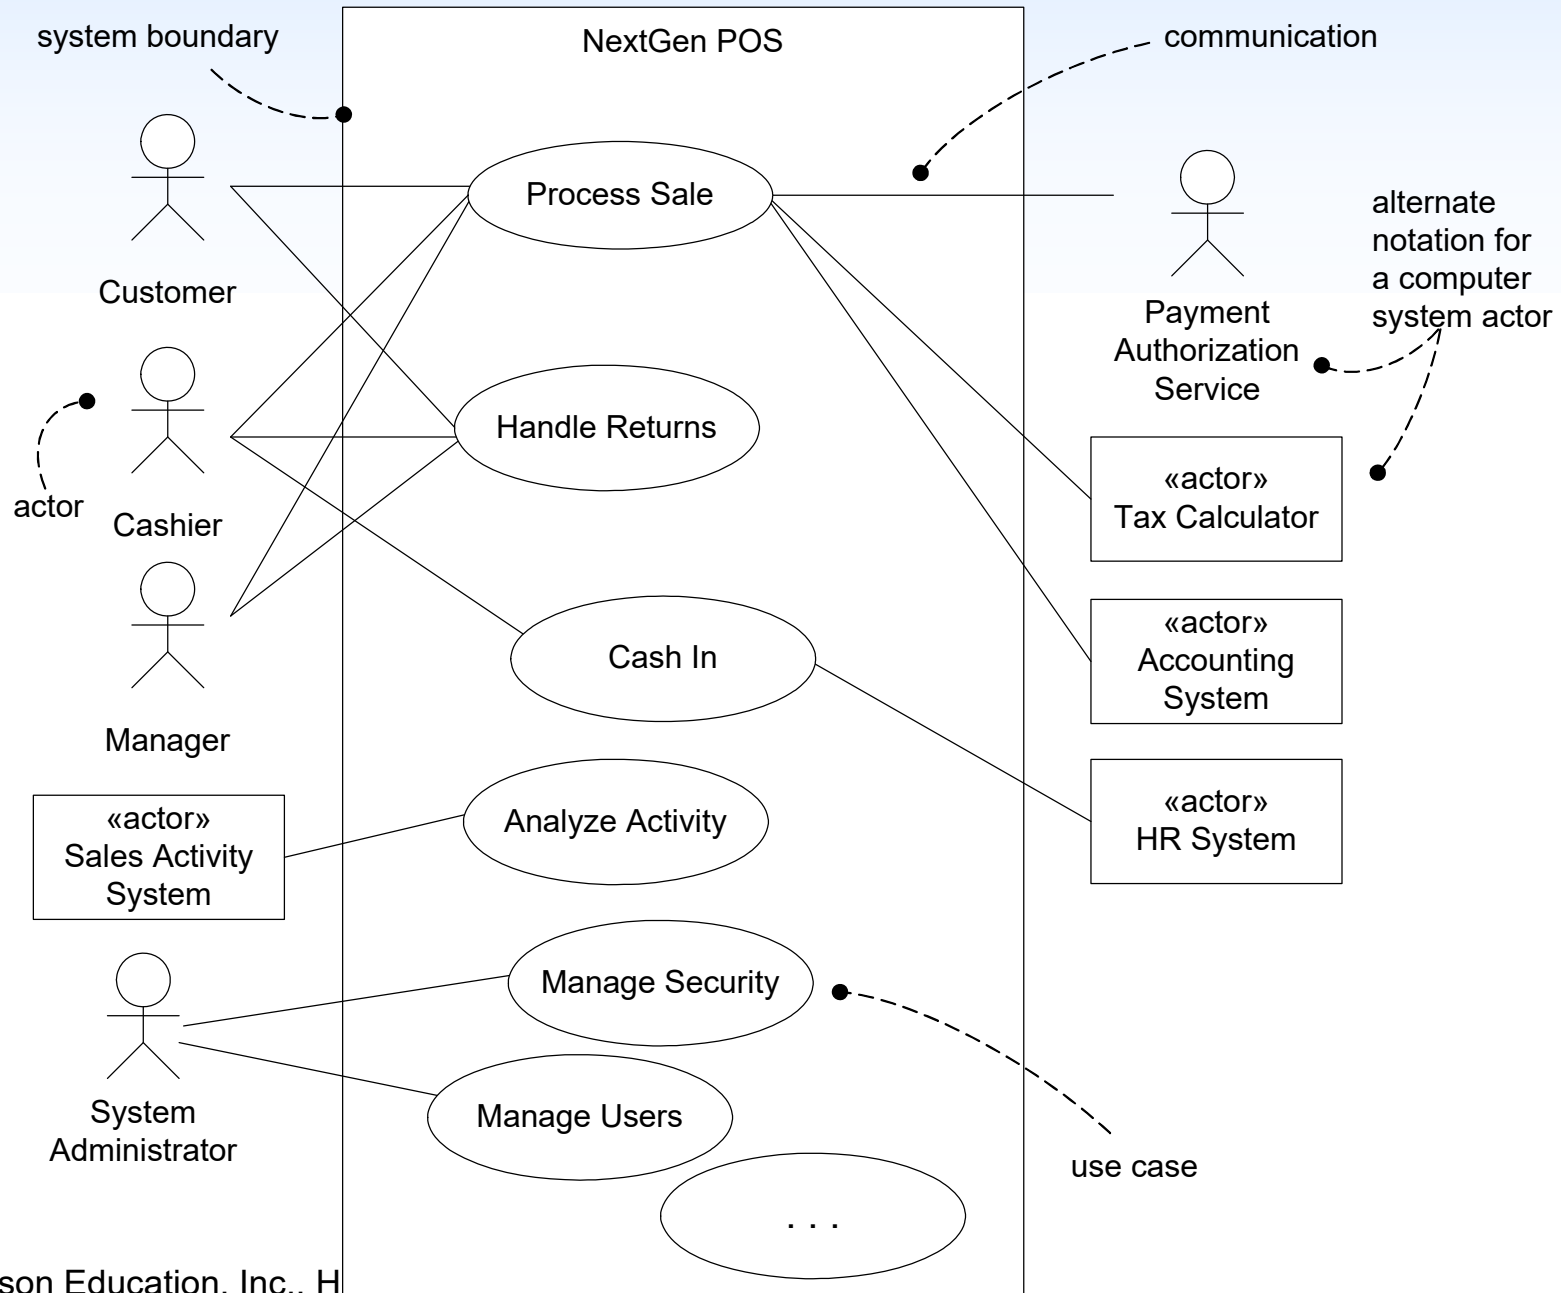 system boundary
NextGen POS
communication
Process Sale
alternate
notation for
a computer
system actor
Customer
Payment
Authorization
Service
Handle Returns
actor
Cashier
«actor»
Tax Calculator
«actor»
Accounting
System
Cash In
Manager
«actor»
Sales Activity
System
Analyze Activity
«actor»
HR System
Manage Security
System
Administrator
Manage Users
use case
. . .
son Education, Inc., H